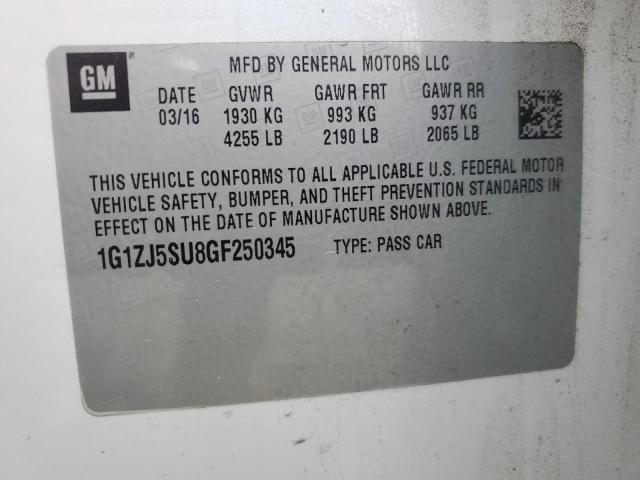 GM
MFD BY GENERAL MOTORS LLC
DATE GVWR GAWR FRT GAWR RR
03/16 1930 KG 993 KG 937 KG
4255 LB 2190 LB 2065 LB
THIS VEHICLE CONFORMS TO ALL APPLICABLE U.S. FEDERAL MOTOR
VEHICLE SAFETY, BUMPER, AND THEFT PREVENTION STANDARDS IN
EFFECT ON THE DATE OF MANUFACTURE SHOWN ABOVE.
1G1ZJ5SU8GF250345 TYPE: PASS CAR